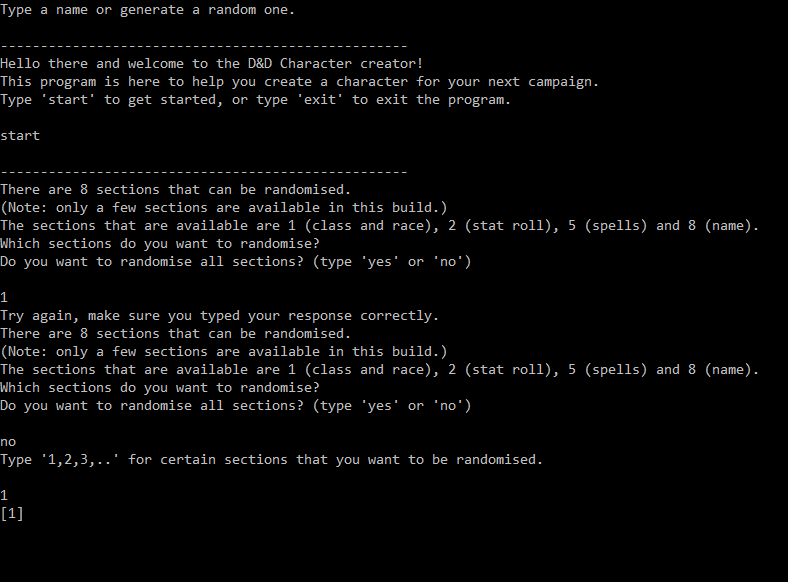 Type a name or generate a random one.
---------------------------------------------------
Hello there and welcome to the D&D Character creator!
This program is here to help you create a character for your next campaign.
Type 'start' to get started, or type 'exit' to exit the program.
start
---------------------------------------------------
There are 8 sections that can be randomised.
(Note: only a few sections are available in this build.)
The sections that are available are 1 (class and race), 2 (stat roll), 5 (spells) and 8 (name).
Which sections do you want to randomise?
Do you want to randomise all sections? (type 'yes' or 'no')
1
Try again, make sure you typed your response correctly.
There are 8 sections that can be randomised.
(Note: only a few sections are available in this build.)
The sections that are available are 1 (class and race), 2 (stat roll), 5 (spells) and 8 (name).
Which sections do you want to randomise?
Do you want to randomise all sections? (type 'yes' or 'no')
no
Type '1,2,3,..' for certain sections that you want to be randomised.
1
[1]